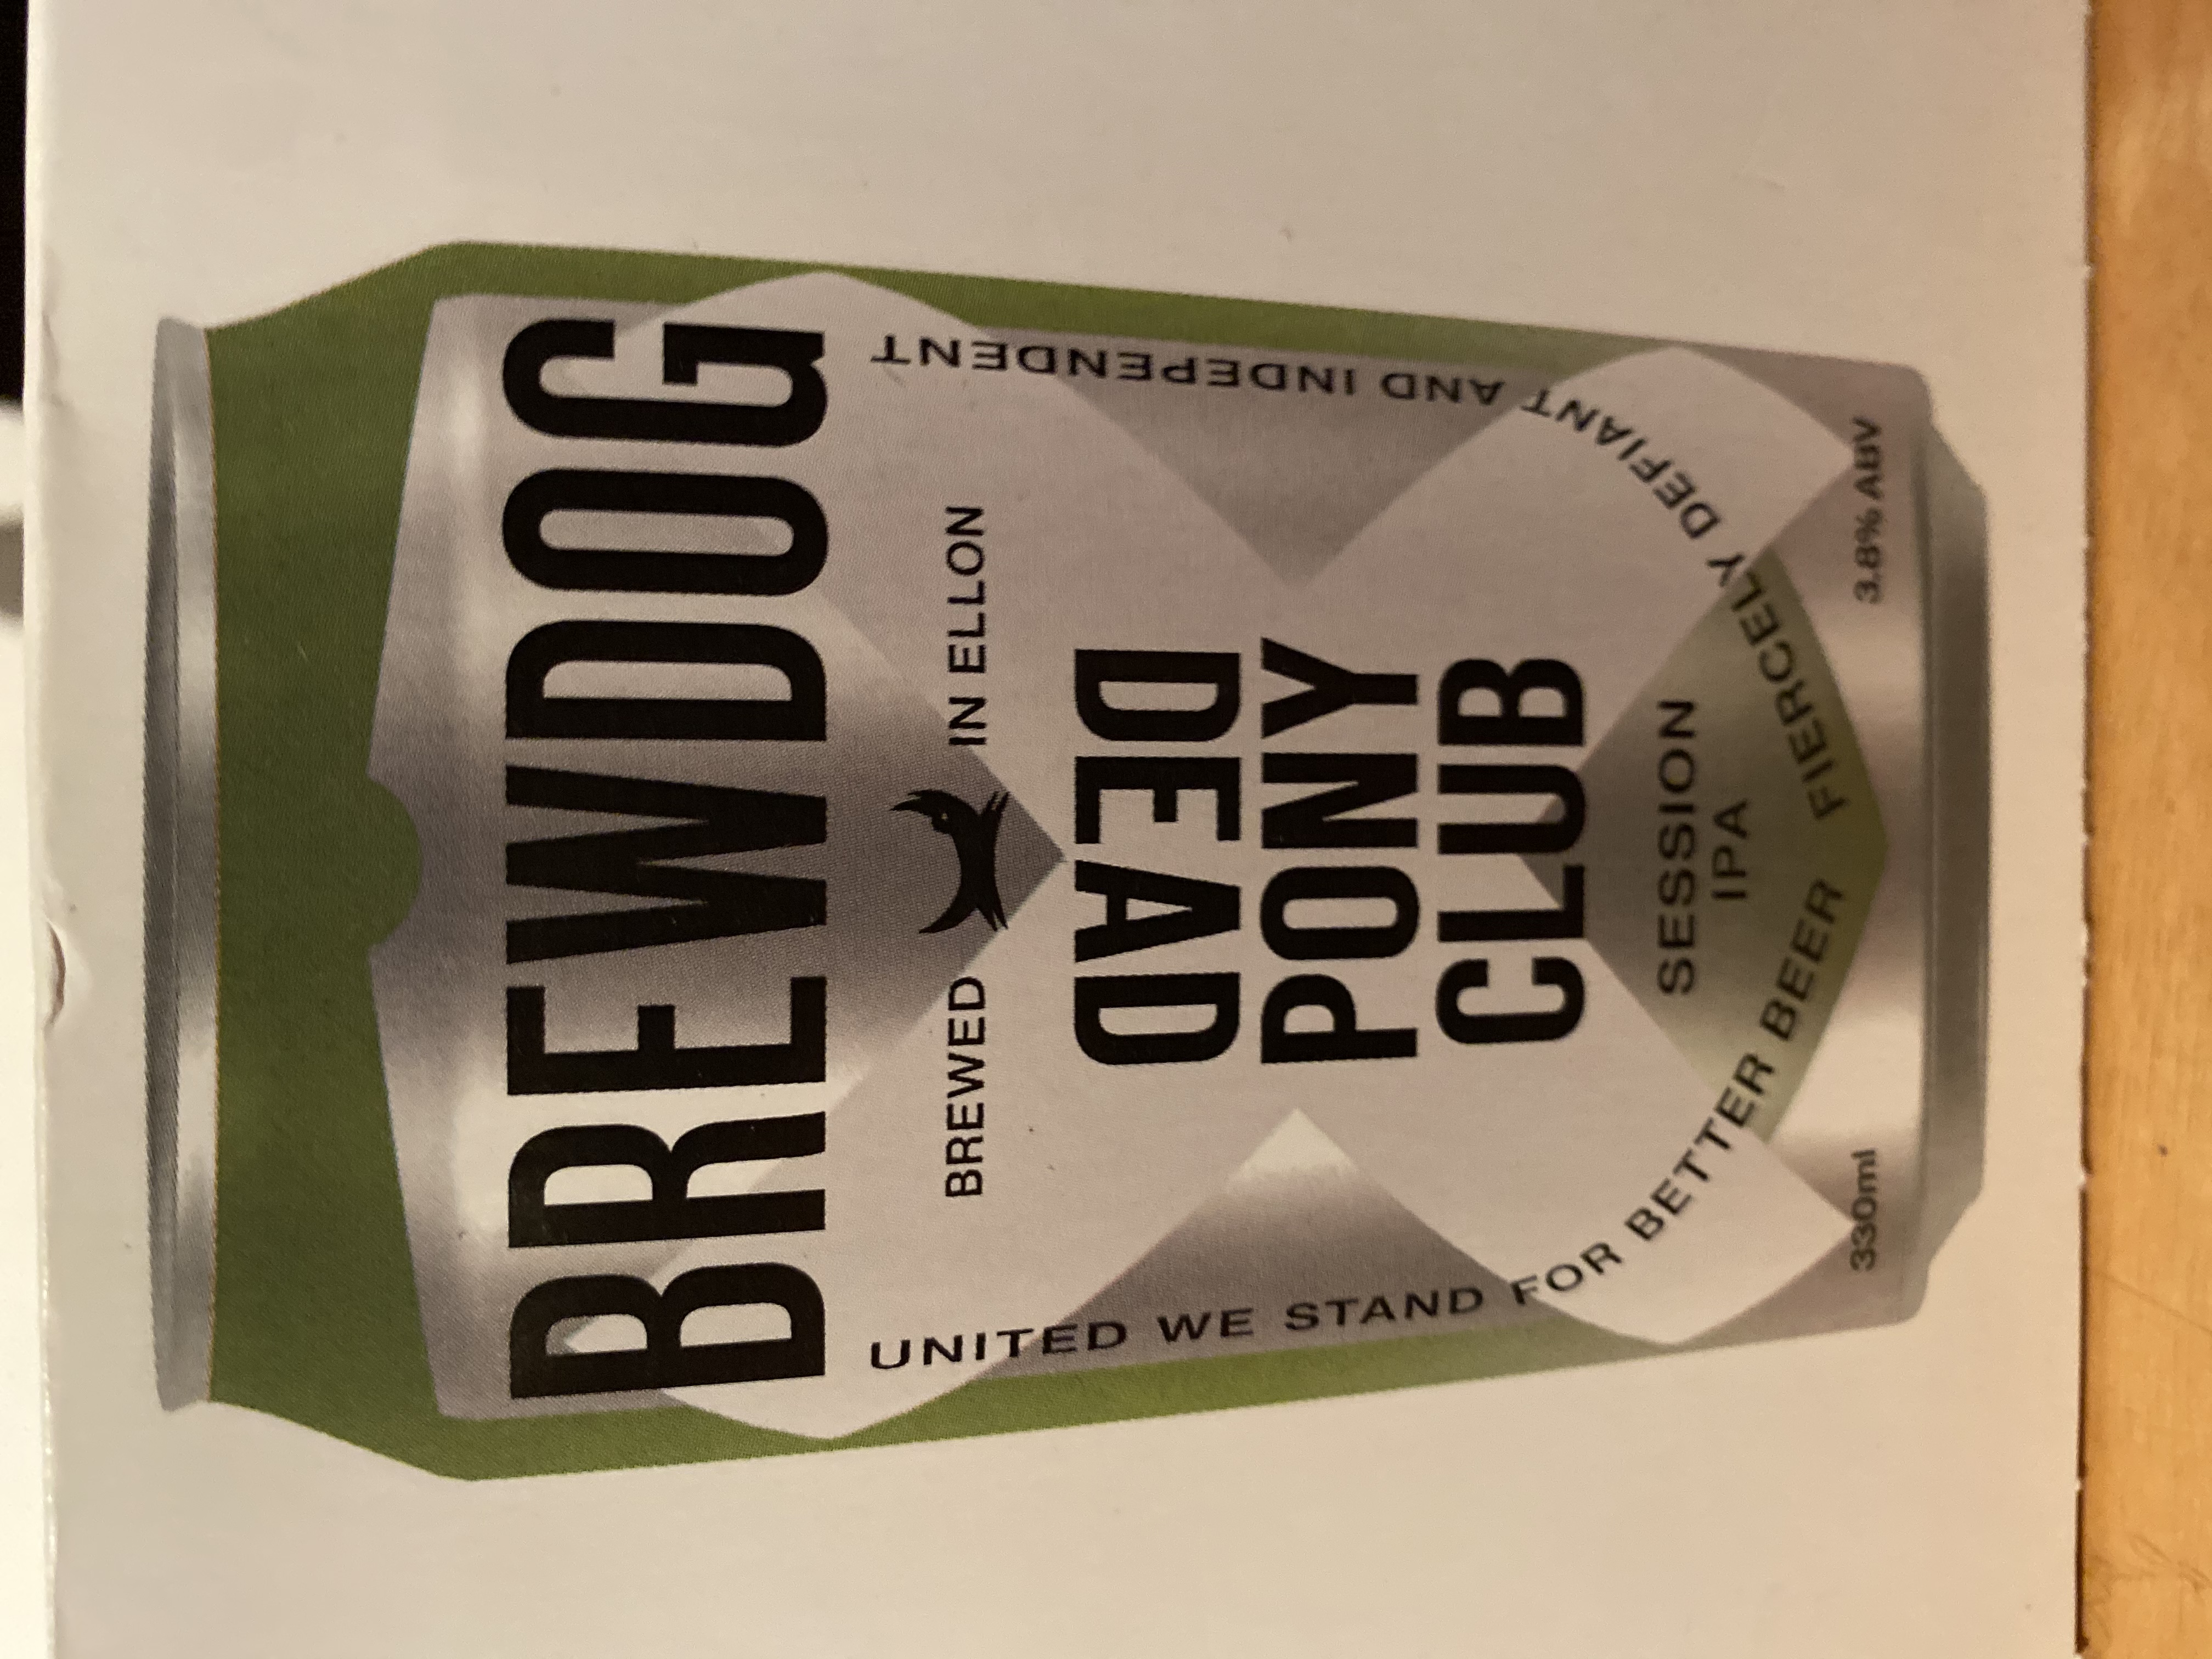 BREWDOG
BREWED IN ELLON
DEAD
PONY
CLUB
SESSION
IPA
UNITED WE STAND FOR BETTER BEER
FIERCELY DEFIANT AND INDEPENDENT
330ml
3.8% ABV